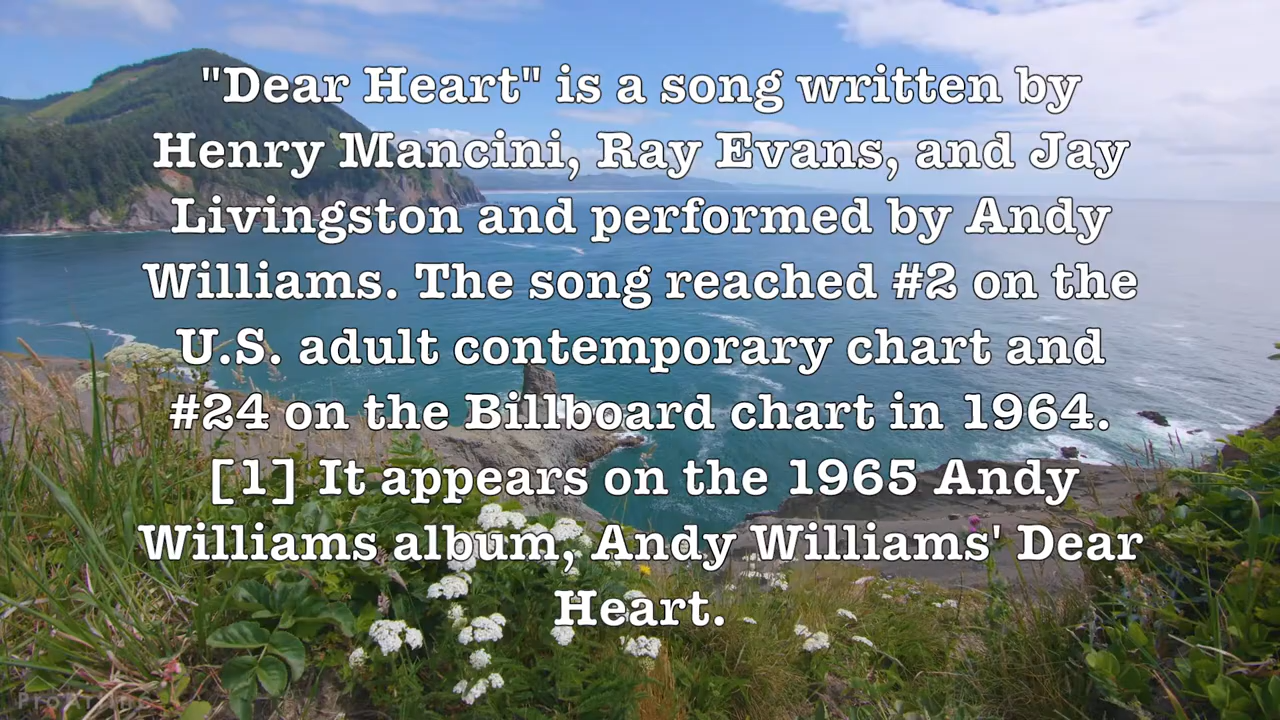 "Dear Heart" is a song written by
Henry Mancini, Ray Evans, and Jay
Livingston and performed by Andy
Williams. The song reached #2 on the
U.S. adult contemporary chart and
#24 on the Billboard chart in 1964.
[1] It appears on the 1965 Andy
Williams album, Andy Williams' Dear
Heart.